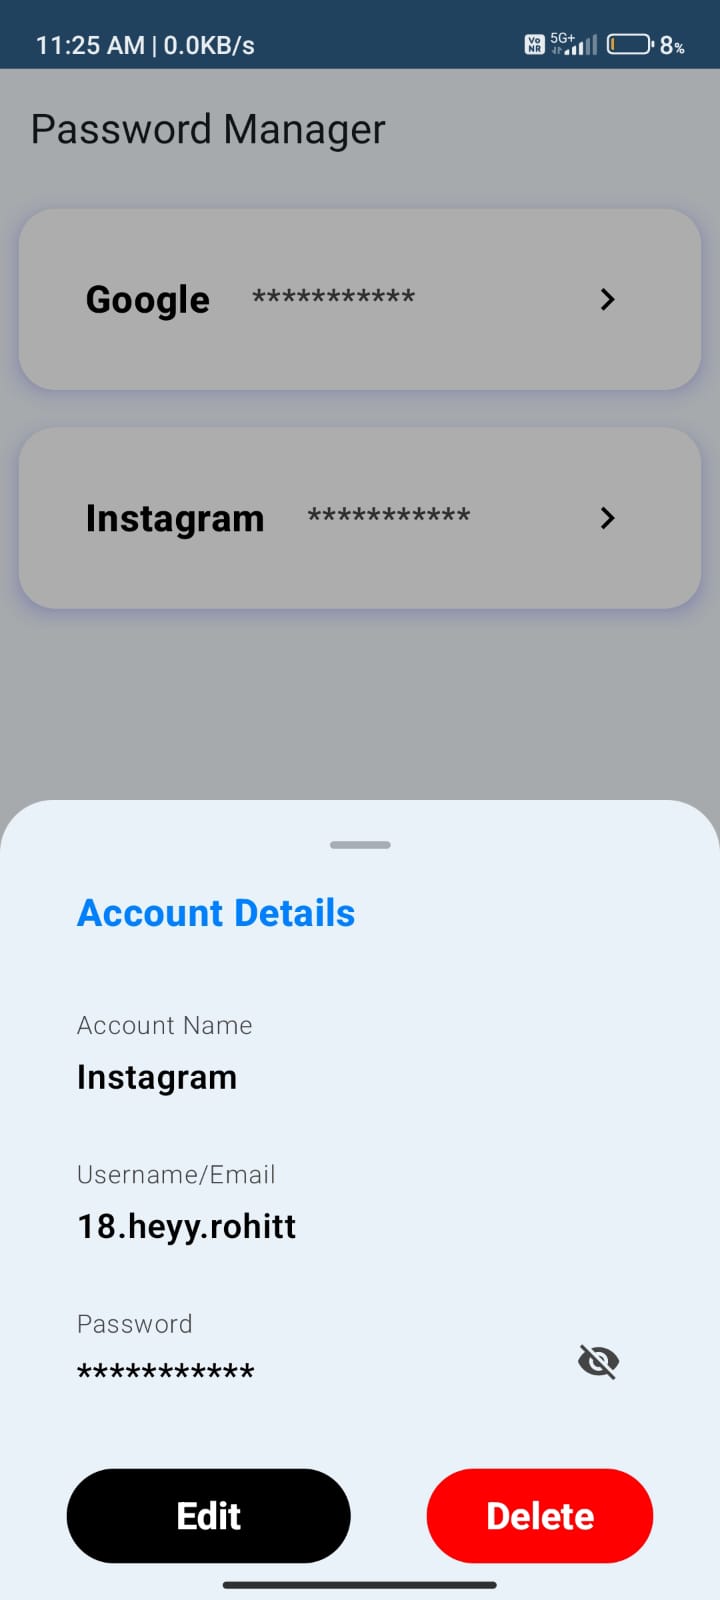 11:25 AM | 0.0KB/s Vo NR 5G+ 8%
Password Manager
Google ***********
Instagram ***********
Account Details
Account Name
Instagram
Username/Email
18.heyy.rohitt
Password
***********
Edit Delete